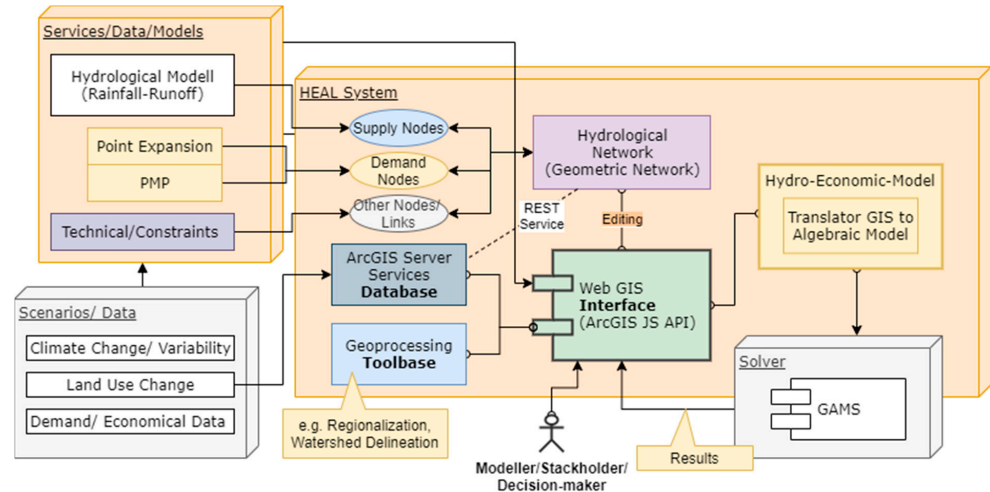 Services/Data/Models
Hydrological Modell
(Rainfall-Runoff)
Point Expansion
PMP
Technical/Constraints
Scenarios/ Data
Climate Change/ Variability
Land Use Change
Demand/ Economical Data
HEAL System
Supply Nodes
Demand
Nodes
Other Nodes/
Links
Hydrological
Network
(Geometric Network)
REST
Service
Editing
ArcGIS Server
Services
Database
Geoprocessing
Toolbase
e.g. Regionalization,
Watershed Delineation
Web GIS
Interface
(ArcGIS JS API)
Hydro-Economic-Model
Translator GIS to
Algebraic Model
Solver
GAMS
Results
Modeller/Stackholder/
Decision-maker